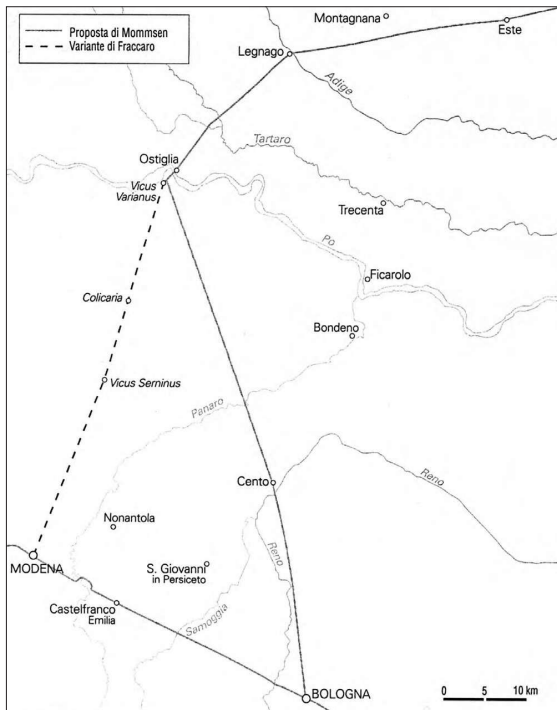 Proposta di Mommsen
Variante di Fraccaro
Montagnana
Este
Legnago
Adige
Tartaro
Ostiglia
Vicus
Varianus
Trecenta
Po
Ficarolo
Colicaria
Bondeno
Vicus Serninus
Panaro
Cento
Reno
Nonantola
Reno
MODENA
S. Giovanni
in Persiceto
Castelfranco
Emilia
Samoggia
BOLOGNA
0 5 10 km